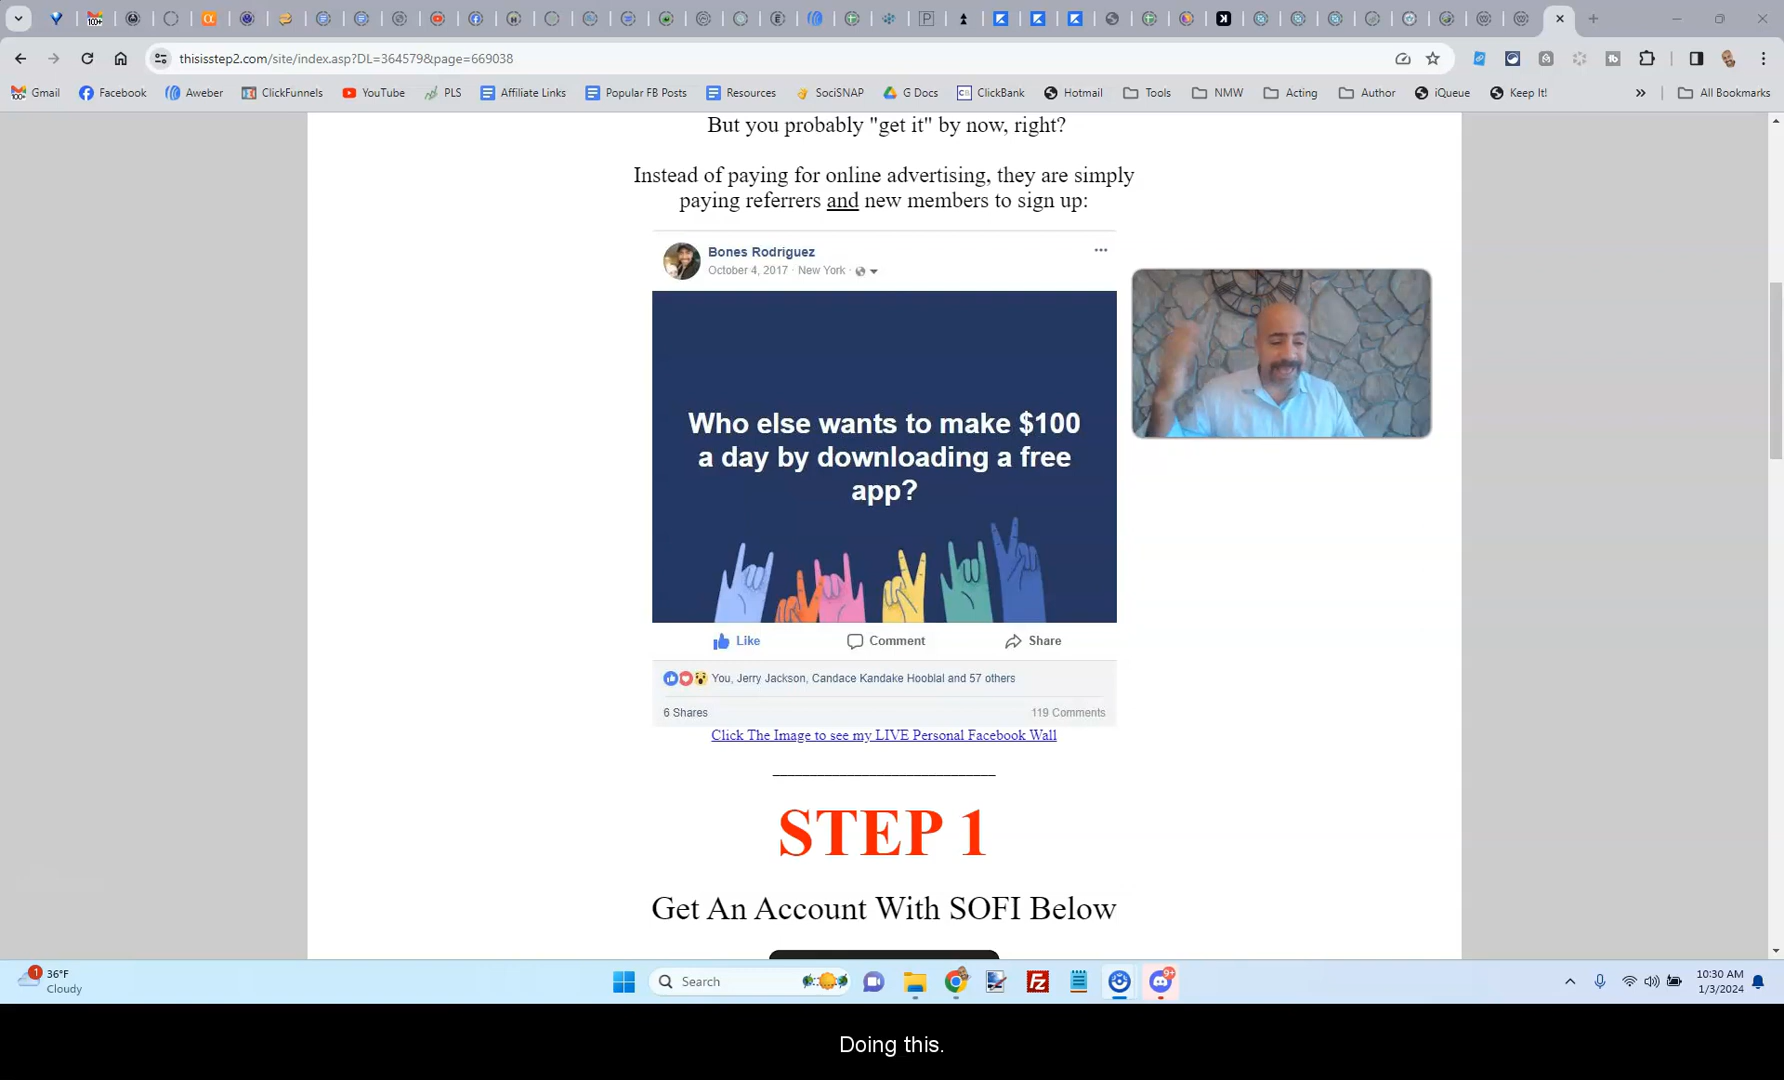 thisisstep2.com/site/index.asp?DL=364579&page=669038
Gmail
Facebook
Aweber
ClickFunnels
YouTube
PLS
Affiliate Links
Popular FB Posts
Resources
SociSNAP
G Docs
ClickBank
Hotmail
Tools
NMW
Acting
Author
iQueue
Keep It!
All Bookmarks
But you probably "get it" by now, right?
Instead of paying for online advertising, they are simply
paying referrers and new members to sign up:
Bones Rodriguez
October 4, 2017 · New York ·
Who else wants to make $100
a day by downloading a free
app?
Like
Comment
Share
You, Jerry Jackson, Candace Kandake Hooblal and 57 others
6 Shares
119 Comments
Click The Image to see my LIVE Personal Facebook Wall
STEP 1
Get An Account With SOFI Below
1
36°F
Cloudy
Search
9+
10:30 AM
1/3/2024
Doing this.